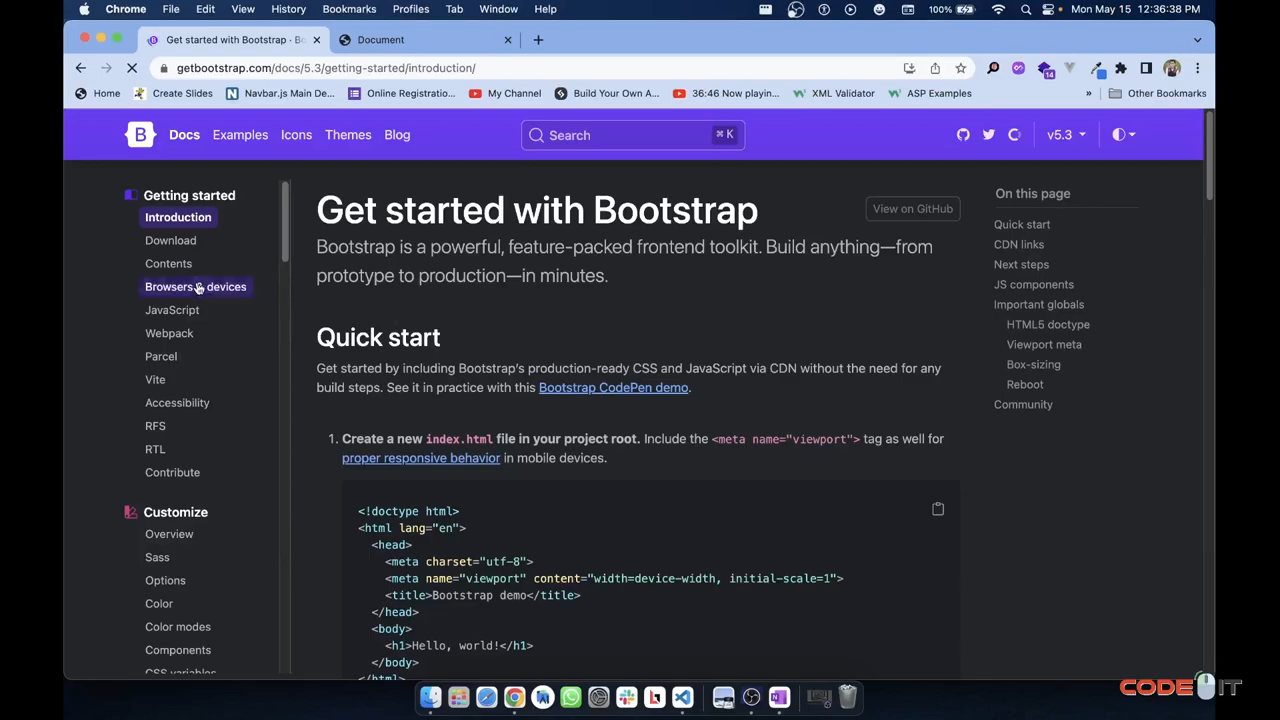 Chrome File Edit View History Bookmarks Profiles Tab Window Help 100% Mon May 15 12:36:38 PM
Get started with Bootstrap · Bo
Document
getbootstrap.com/docs/5.3/getting-started/introduction/
14
Home Create Slides Navbar.js Main De... Online Registratio... My Channel Build Your Own A... 36:46 Now playin... XML Validator ASP Examples » Other Bookmarks
B Docs Examples Icons Themes Blog Search ⌘ K v5.3
Getting started
Introduction
Download
Contents
Browsers & devices
JavaScript
Webpack
Parcel
Vite
Accessibility
RFS
RTL
Contribute
Customize
Overview
Sass
Options
Color
Color modes
Components
CSS variables
Get started with Bootstrap
View on GitHub
Bootstrap is a powerful, feature-packed frontend toolkit. Build anything—from
prototype to production—in minutes.
Quick start
Get started by including Bootstrap’s production-ready CSS and JavaScript via CDN without the need for any
build steps. See it in practice with this Bootstrap CodePen demo.
1. Create a new index.html file in your project root. Include the <meta name="viewport"> tag as well for
proper responsive behavior in mobile devices.
<!doctype html>
<html lang="en">
<head>
<meta charset="utf-8">
<meta name="viewport" content="width=device-width, initial-scale=1">
<title>Bootstrap demo</title>
</head>
<body>
<h1>Hello, world!</h1>
</body>
</html>
On this page
Quick start
CDN links
Next steps
JS components
Important globals
HTML5 doctype
Viewport meta
Box-sizing
Reboot
Community
CODE IT